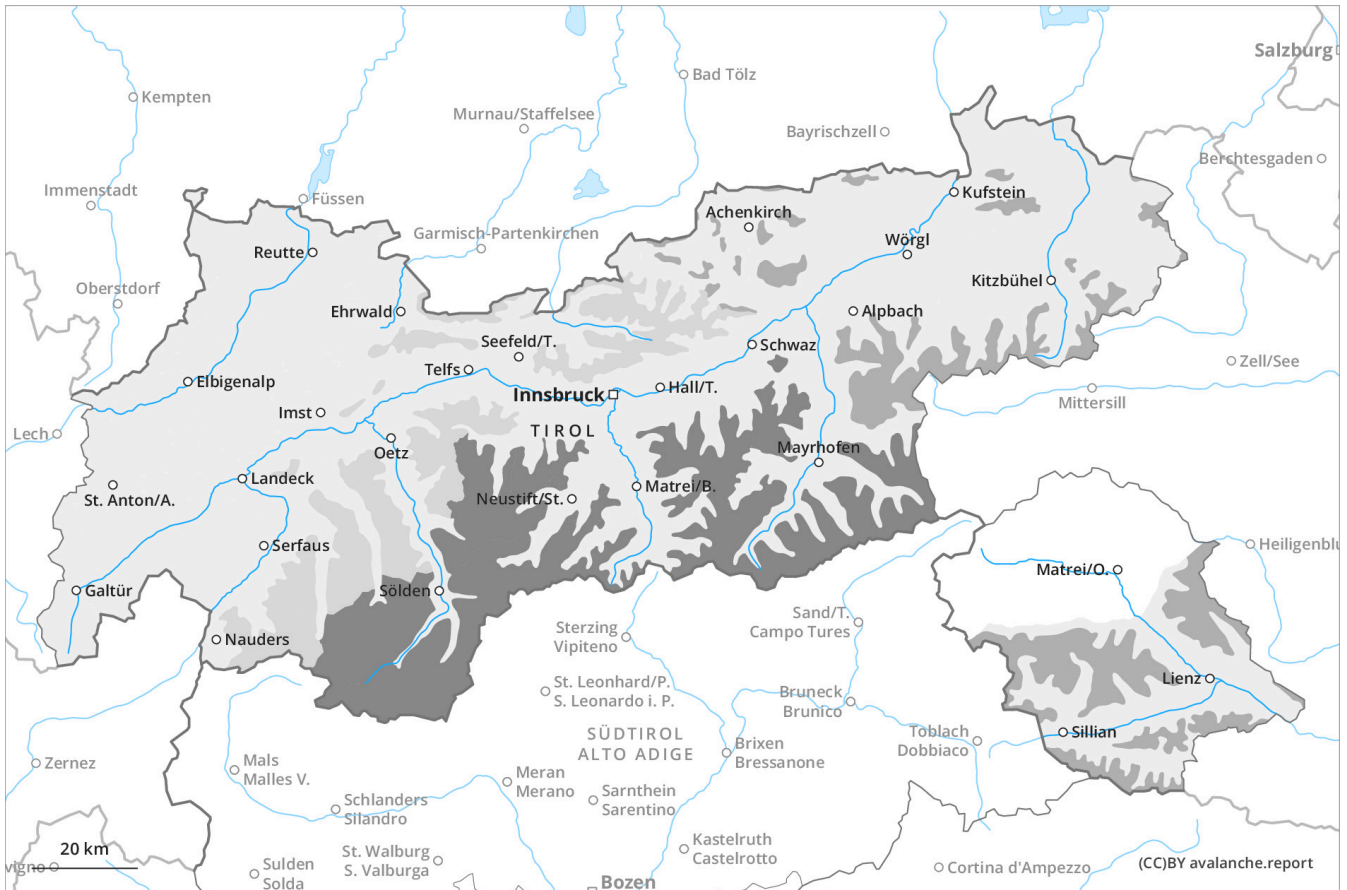 Salzburg
Bad Tölz
Kempten
Murnau/Staffelsee
Bayrischzell
Berchtesgaden
Immenstadt
Füssen
Kufstein
Achenkirch
Garmisch-Partenkirchen
Wörgl
Reutte
Kitzbühel
Oberstdorf
Ehrwald
Alpbach
Seefeld/T.
Schwaz
Zell/See
Telfs
Elbigenalp
Hall/T.
Innsbruck
Mittersill
Imst
TIROL
Lech
Oetz
Mayrhofen
Landeck
Matrei/B.
St. Anton/A.
Neustift/St.
Serfaus
Heiligenblu
Matrei/O.
Galtür
Sölden
Sand/T.
Campo Tures
Sterzing
Vipiteno
Nauders
Lienz
St. Leonhard/P.
S. Leonardo i. P.
Bruneck
Brunico
SÜDTIROL
ALTO ADIGE
Sillian
Toblach
Dobbiaco
Brixen
Bressanone
Zernez
Mals
Malles V.
Meran
Merano
Sarnthein
Sarentino
Schlanders
Silandro
20 km
Kastelruth
Castelrotto
St. Walburg
S. Valburga
vigno
Sulden
Solda
Cortina d'Ampezzo
(CC)BY avalanche.report
Bozen